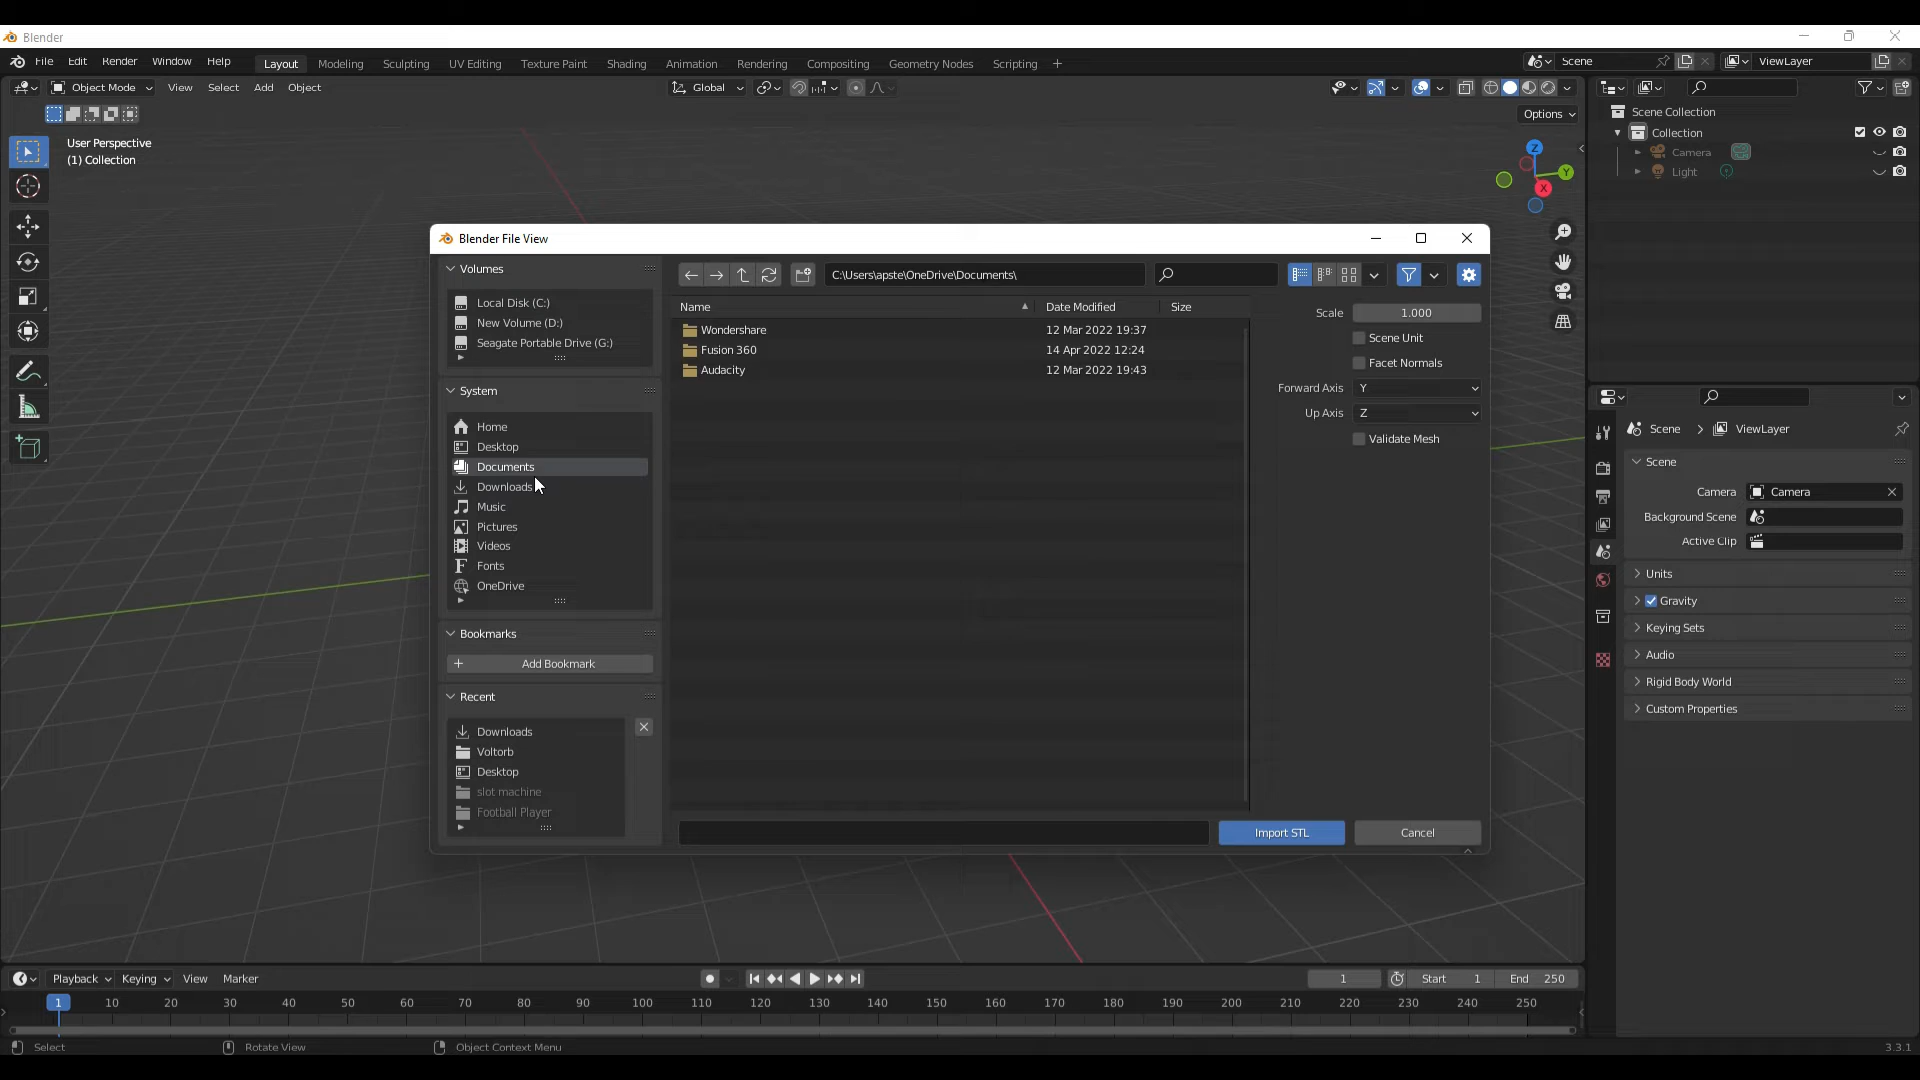 Blender
File Edit Render Window Help Layout Modeling Sculpting UV Editing Texture Paint Shading Animation Rendering Compositing Geometry Nodes Scripting + Scene ViewLayer
Object Mode View Select Add Object Global
Options
User Perspective
(1) Collection
Z
Y
X
Scene Collection
Collection
Camera
Light
Blender File View
Volumes
Local Disk (C:)
New Volume (D:)
Seagate Portable Drive (G:)
System
Home
Desktop
Documents
Downloads
Music
Pictures
Videos
Fonts
OneDrive
Bookmarks
+ Add Bookmark
Recent
Downloads
Voltorb
Desktop
slot machine
Football Player
C:\Users\apste\OneDrive\Documents\
Name Date Modified Size
Wondershare 12 Mar 2022 19:37
Fusion 360 14 Apr 2022 12:24
Audacity 12 Mar 2022 19:43
Scale 1.000
Scene Unit
Facet Normals
Forward Axis Y
Up Axis Z
Validate Mesh
Import STL Cancel
Scene > ViewLayer
Scene
Camera Camera
Background Scene
Active Clip
Units
Gravity
Keying Sets
Audio
Rigid Body World
Custom Properties
Playback Keying View Marker 1 Start 1 End 250
1 10 20 30 40 50 60 70 80 90 100 110 120 130 140 150 160 170 180 190 200 210 220 230 240 250
Select Rotate View Object Context Menu 3.3.1